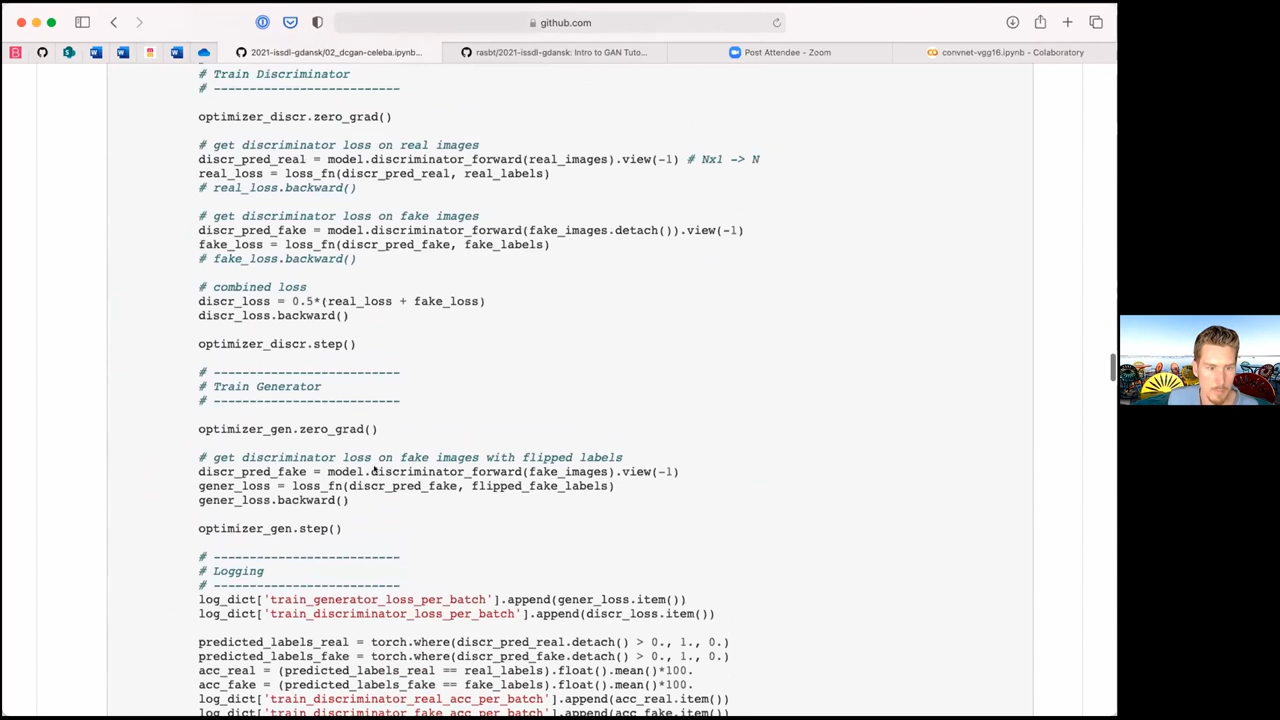 github.com
2021-issdl-gdansk/02_dcgan-celeba.ipynb...
rasbt/2021-issdl-gdansk: Intro to GAN Tuto...
Post Attendee - Zoom
convnet-vgg16.ipynb - Colaboratory
# Train Discriminator
# --------------------------
optimizer_discr.zero_grad()
# get discriminator loss on real images
discr_pred_real = model.discriminator_forward(real_images).view(-1) # Nx1 -> N
real_loss = loss_fn(discr_pred_real, real_labels)
# real_loss.backward()
# get discriminator loss on fake images
discr_pred_fake = model.discriminator_forward(fake_images.detach()).view(-1)
fake_loss = loss_fn(discr_pred_fake, fake_labels)
# fake_loss.backward()
# combined loss
discr_loss = 0.5*(real_loss + fake_loss)
discr_loss.backward()
optimizer_discr.step()
# --------------------------
# Train Generator
# --------------------------
optimizer_gen.zero_grad()
# get discriminator loss on fake images with flipped labels
discr_pred_fake = model.discriminator_forward(fake_images).view(-1)
gener_loss = loss_fn(discr_pred_fake, flipped_fake_labels)
gener_loss.backward()
optimizer_gen.step()
# --------------------------
# Logging
# --------------------------
log_dict['train_generator_loss_per_batch'].append(gener_loss.item())
log_dict['train_discriminator_loss_per_batch'].append(discr_loss.item())
predicted_labels_real = torch.where(discr_pred_real.detach() > 0., 1., 0.)
predicted_labels_fake = torch.where(discr_pred_fake.detach() > 0., 1., 0.)
acc_real = (predicted_labels_real == real_labels).float().mean()*100.
acc_fake = (predicted_labels_fake == fake_labels).float().mean()*100.
log_dict['train_discriminator_real_acc_per_batch'].append(acc_real.item())
log_dict['train_discriminator_fake_acc_per_batch'].append(acc_fake.item())